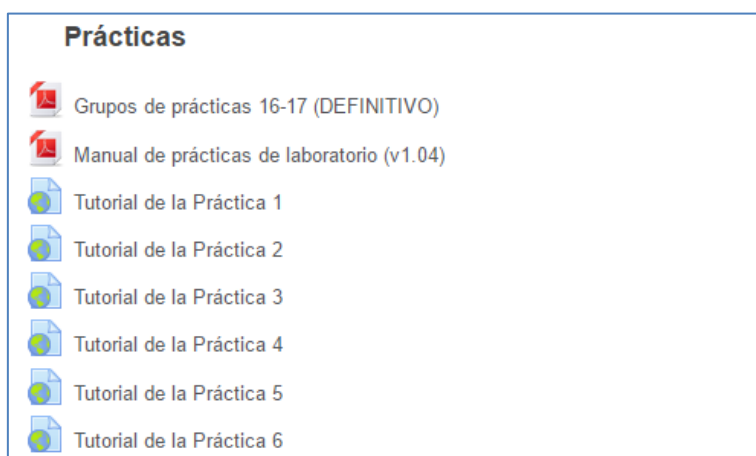 Prácticas
Grupos de prácticas 16-17 (DEFINITIVO)
Manual de prácticas de laboratorio (v1.04)
Tutorial de la Práctica 1
Tutorial de la Práctica 2
Tutorial de la Práctica 3
Tutorial de la Práctica 4
Tutorial de la Práctica 5
Tutorial de la Práctica 6